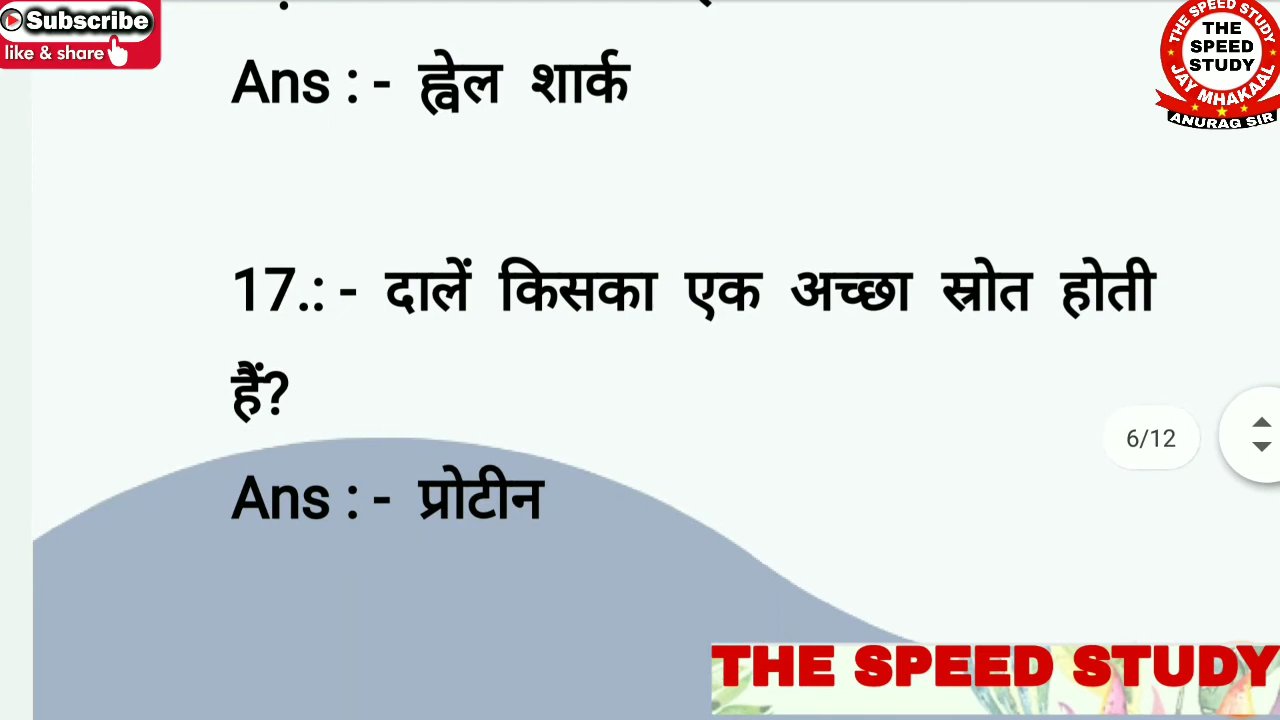 Subscribe
like & share
THE SPEED STUDY
THE
SPEED
STUDY
JAY MHAKAAL
ANURAG SIR
Ans : - ह्वेल शार्क
17.: - दालें किसका एक अच्छा स्रोत होती
हैं?
6/12
Ans : - प्रोटीन
THE SPEED STUDY